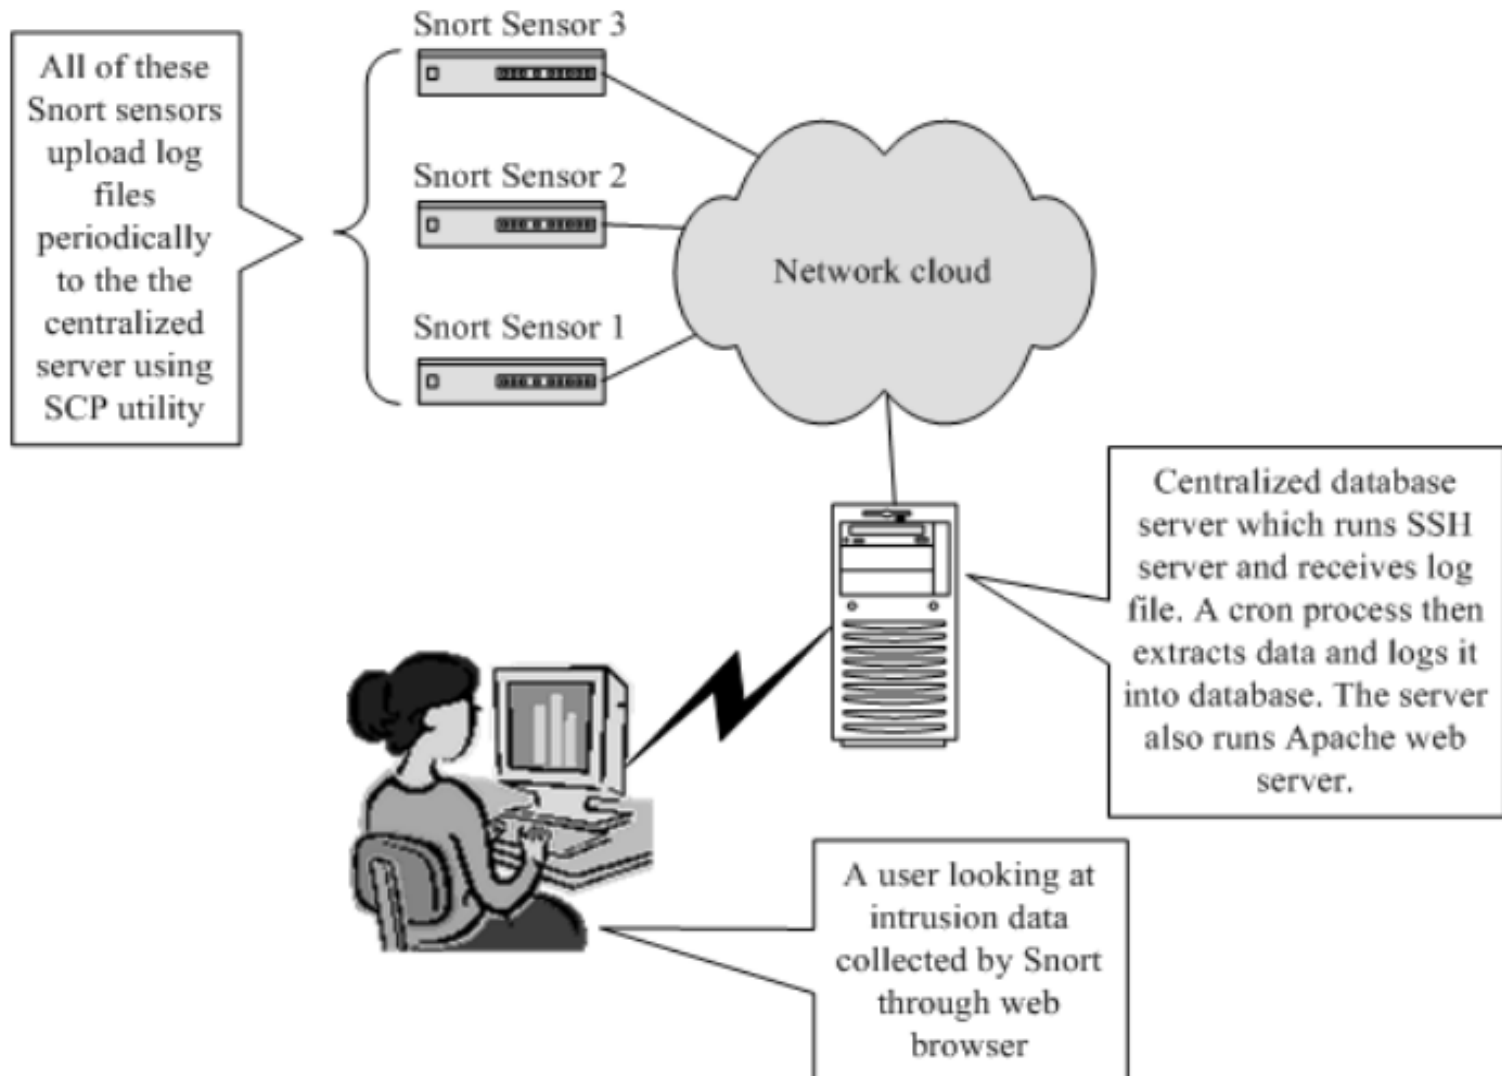 Snort Sensor 3
All of these
Snort sensors
upload log
files
periodically
to the the
centralized
server using
SCP utility
Snort Sensor 2
Snort Sensor 1
Network cloud
Centralized database
server which runs SSH
server and receives log
file. A cron process then
extracts data and logs it
into database. The server
also runs Apache web
server.
A user looking at
intrusion data
collected by Snort
through web
browser